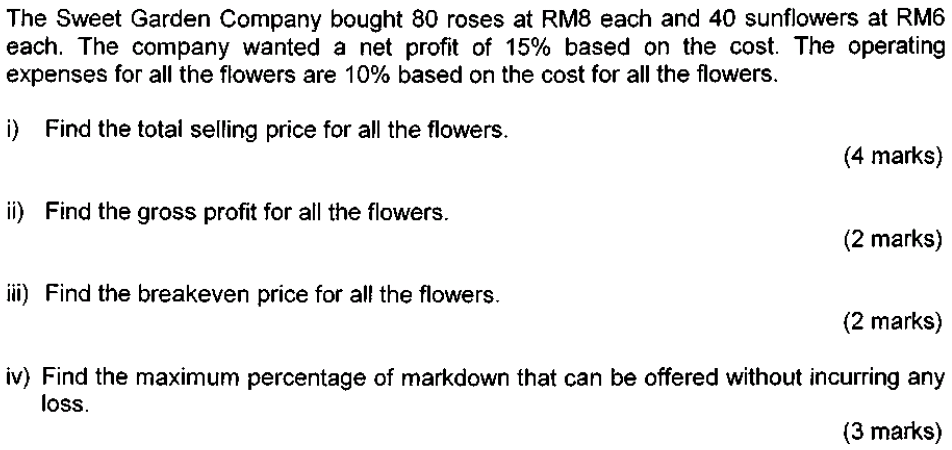 The Sweet Garden Company bought 80 roses at RM8 each and 40 sunflowers at RM6
each. The company wanted a net profit of 15% based on the cost. The operating
expenses for all the flowers are 10% based on the cost for all the flowers.
i) Find the total selling price for all the flowers.
(4 marks)
ii) Find the gross profit for all the flowers.
(2 marks)
iii) Find the breakeven price for all the flowers.
(2 marks)
iv) Find the maximum percentage of markdown that can be offered without incurring any
loss.
(3 marks)